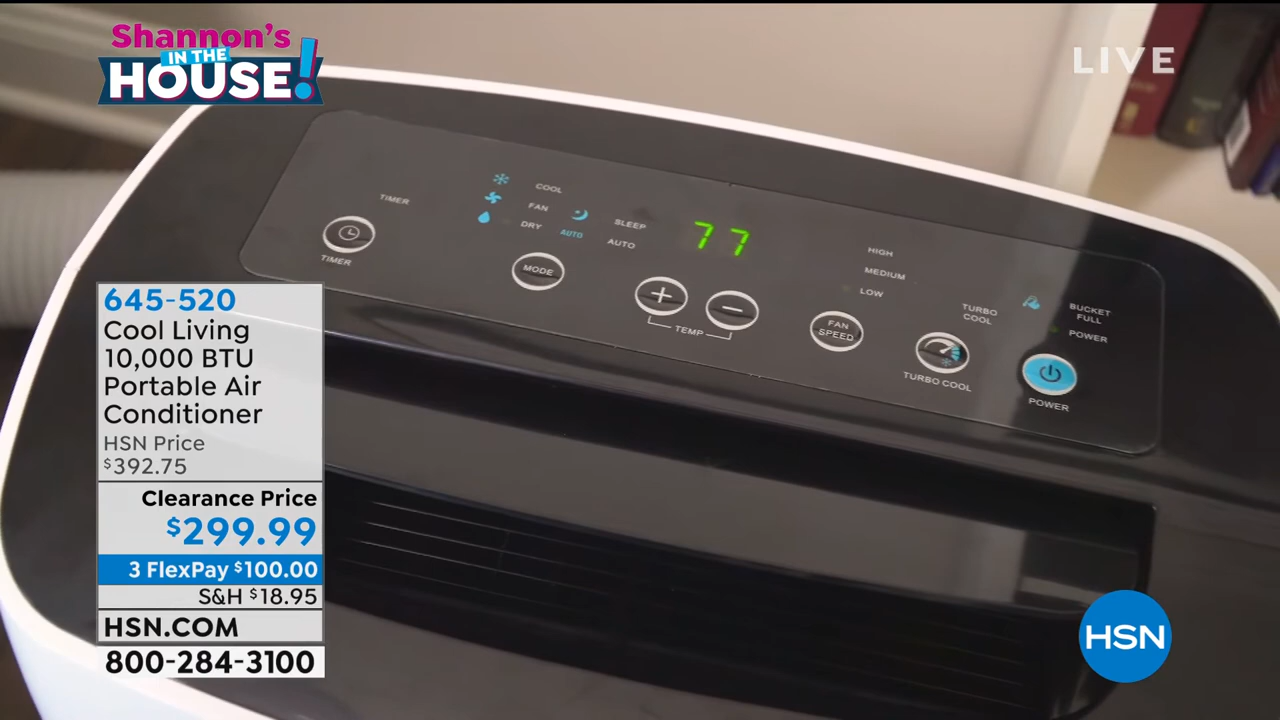 Shannon's
IN THE
HOUSE!
LIVE
TIMER
TIMER
COOL
FAN
DRY
AUTO
SLEEP
AUTO
MODE
77
+
−
TEMP
HIGH
MEDIUM
LOW
FAN
SPEED
TURBO
COOL
TURBO COOL
BUCKET
FULL
POWER
POWER
645-520
Cool Living
10,000 BTU
Portable Air
Conditioner
HSN Price
$392.75
Clearance Price
$299.99
3 FlexPay $100.00
S&H $18.95
HSN.COM
800-284-3100
HSN